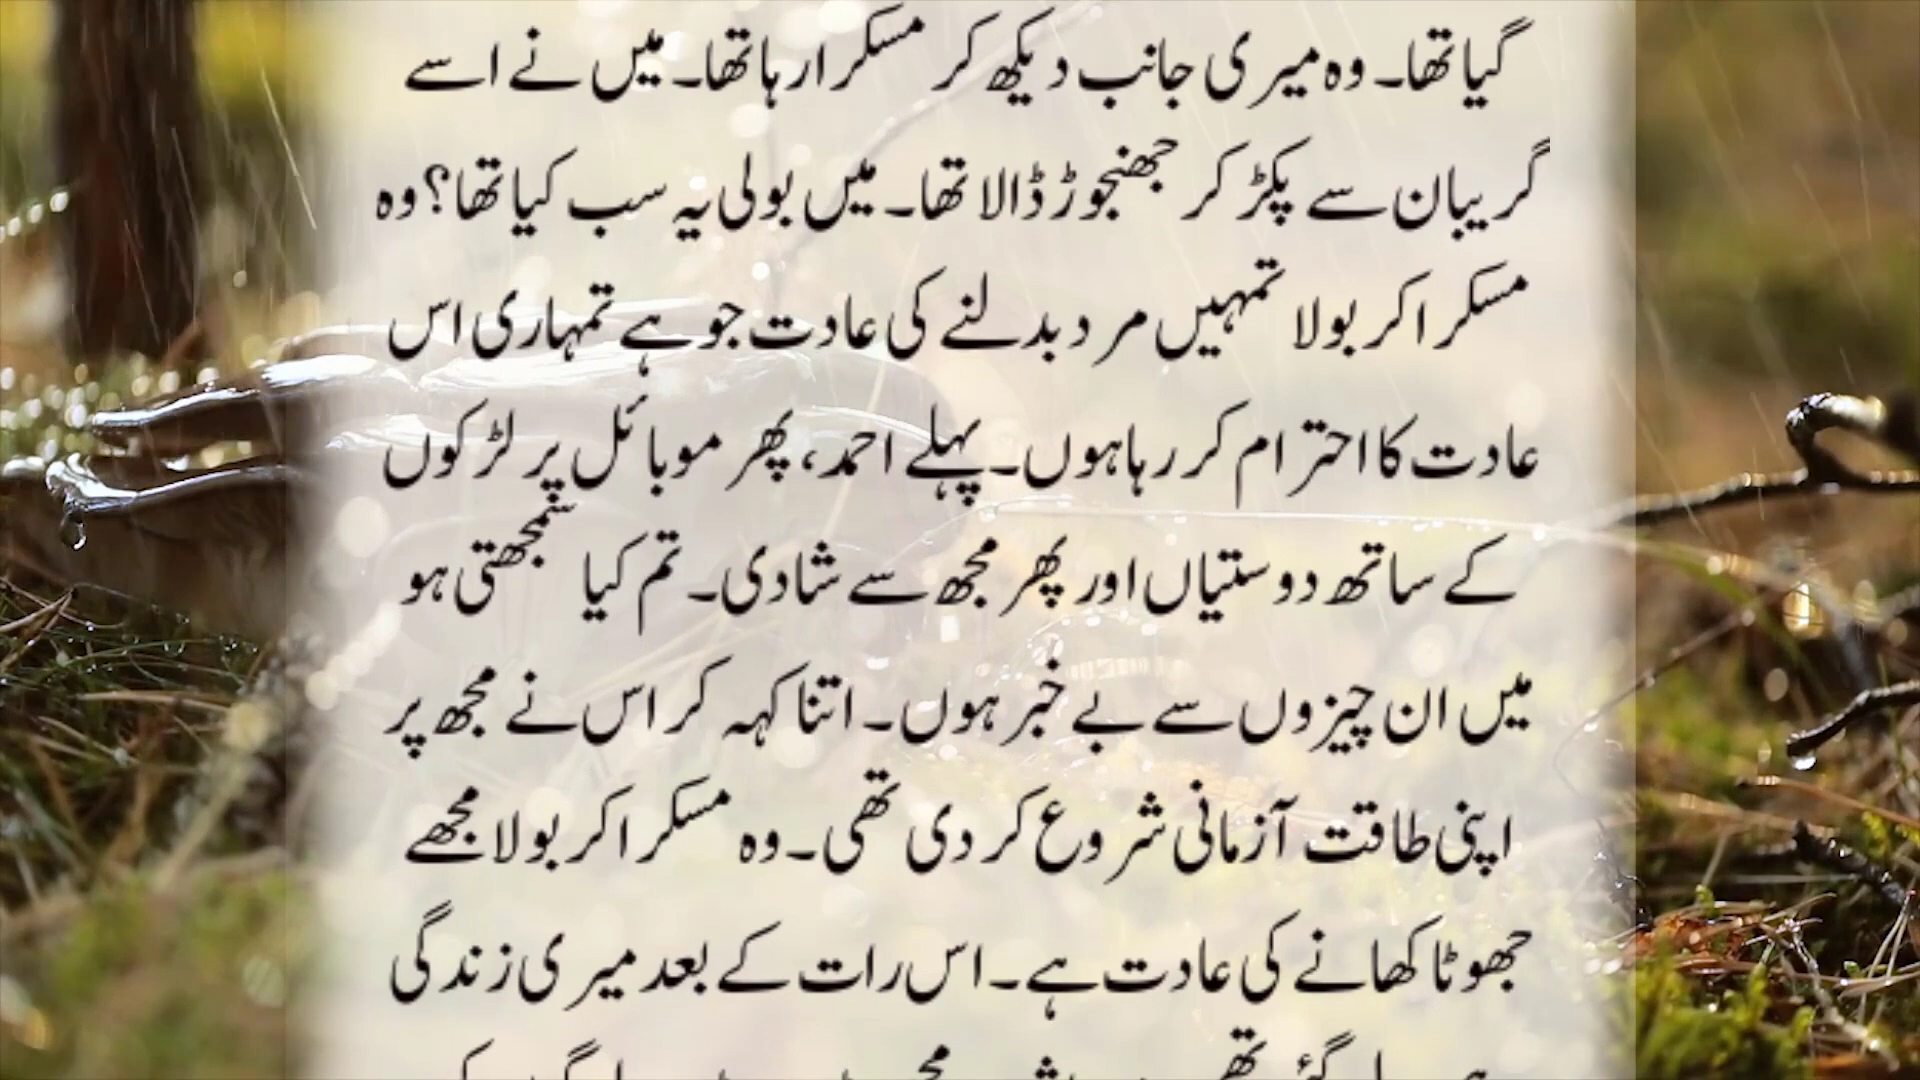 گیا تھا۔ وہ میری جانب دیکھ کر مسکرا رہا تھا۔ میں نے اسے
گریبان سے پکڑ کر جھنجوڑ ڈالا تھا۔ میں بولی یہ سب کیا تھا؟ وہ
مسکرا کر بولا تمہیں مرد بدلنے کی عادت جو ہے تمہاری اس
عادت کا احترام کر رہا ہوں۔ پہلے احمد، پھر موبائل پر لڑکوں
کے ساتھ دوستیاں اور پھر مجھ سے شادی۔ تم کیا سمجھتی ہو
میں ان چیزوں سے بے خبر ہوں۔ اتنا کہہ کر اس نے مجھ پر
اپنی طاقت آزمانی شروع کر دی تھی۔ وہ مسکرا کر بولا مجھے
جھوٹا کھانے کی عادت ہے۔ اس رات کے بعد میری زندگی